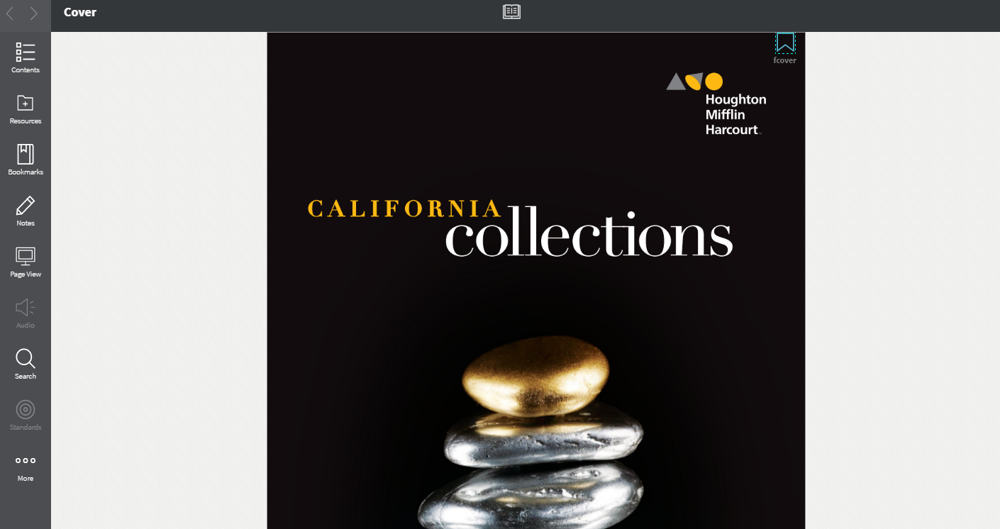 Cover
Contents
Resources
Bookmarks
Notes
Page View
Audio
Search
Standards
More
fcover
Houghton
Mifflin
Harcourt
CALIFORNIA
collections